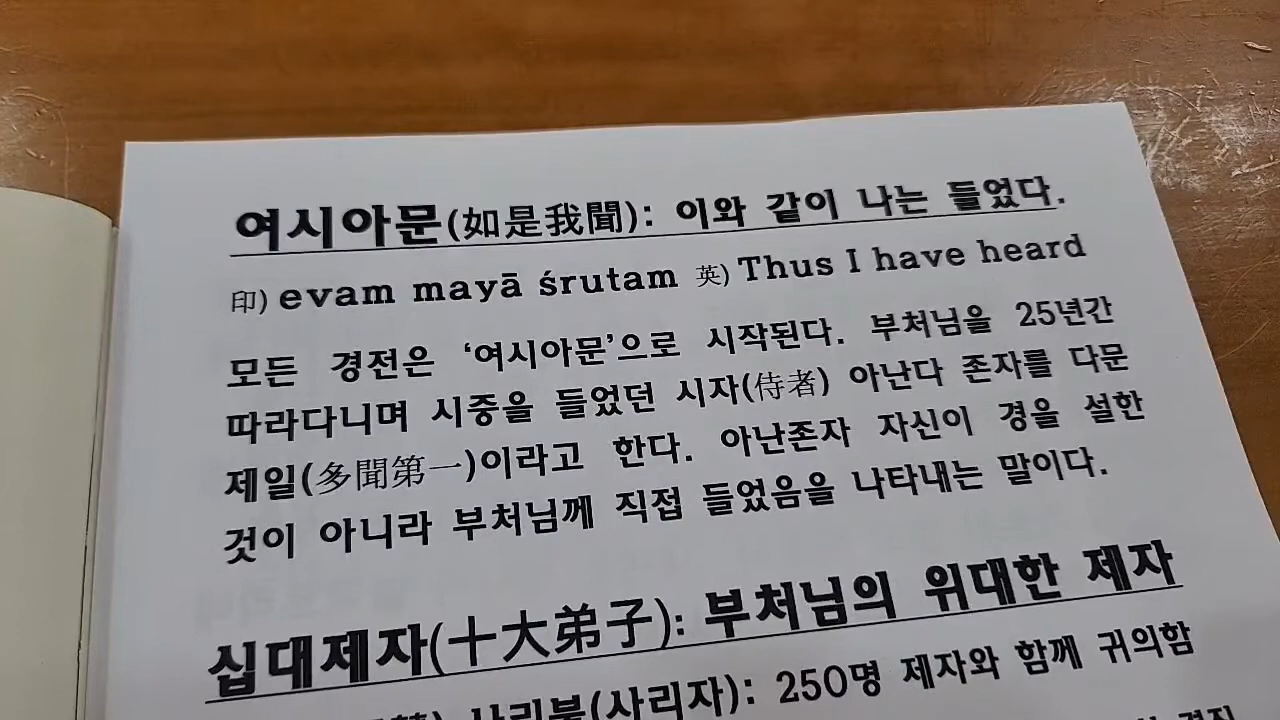 여시아문(如是我聞): 이와 같이 나는 들었다.
印) evam mayā śrutam 英) Thus I have heard
모든 경전은 ‘여시아문’으로 시작된다. 부처님을 25년간
따라다니며 시중을 들었던 시자(侍者) 아난다 존자를 다문
제일(多聞第一)이라고 한다. 아난존자 자신이 경을 설한
것이 아니라 부처님께 직접 들었음을 나타내는 말이다.
십대제자(十大弟子): 부처님의 위대한 제자
사리불(사리자): 250명 제자와 함께 귀의함